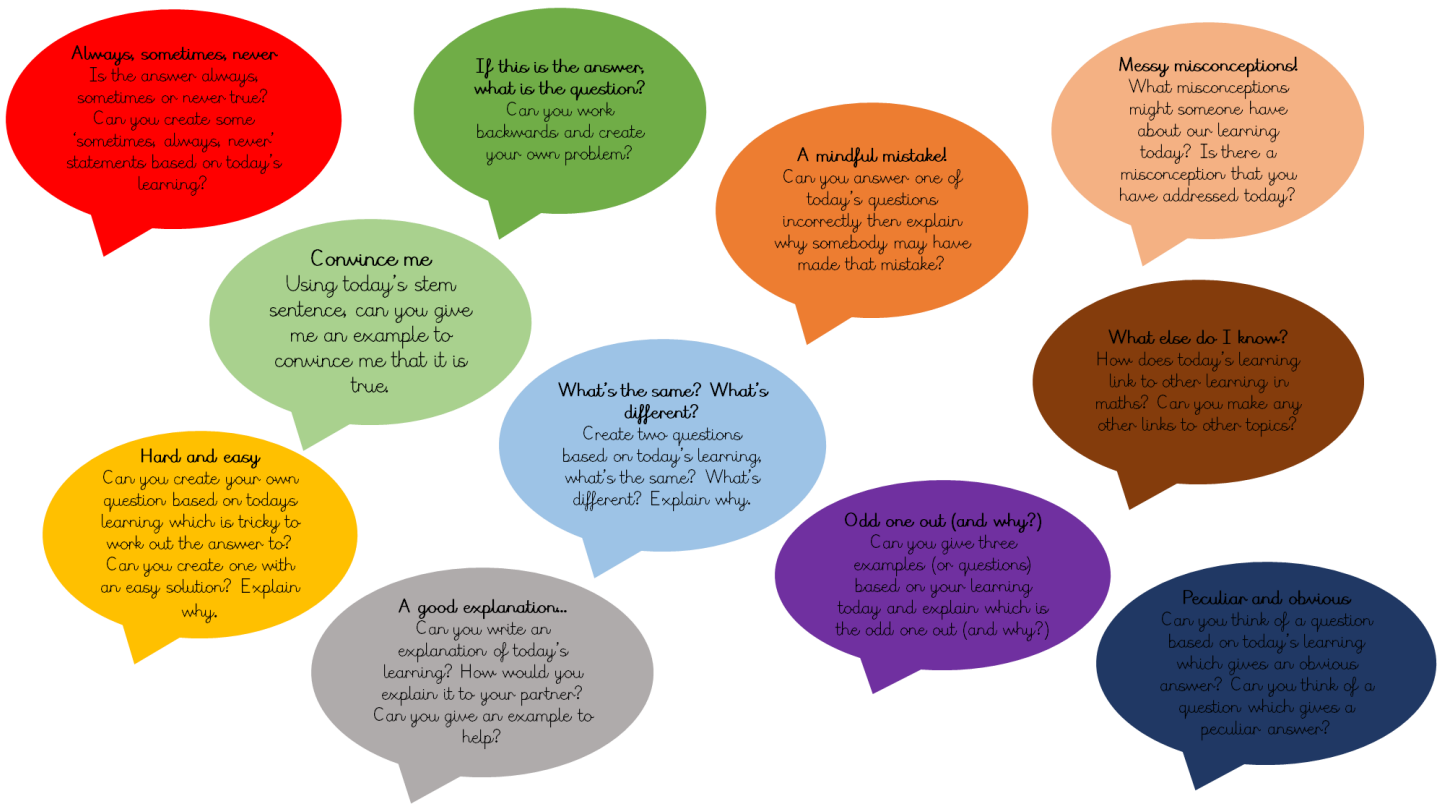 Always, sometimes, never
Is the answer always,
sometimes or never true?
Can you create some
'sometimes, always, never'
statements based on today's
learning?
If this is the answer,
what is the question?
Can you work
backwards and create
your own problem?
A mindful mistake!
Can you answer one of
today's questions
incorrectly then explain
why somebody may have
made that mistake?
Messy misconceptions!
What misconceptions
might someone have
about our learning
today? Is there a
misconception that you
have addressed today?
Convince me
Using today's stem
sentence, can you give
me an example to
convince me that it is
true.
What's the same? What's
different?
Create two questions
based on today's learning,
what's the same? What's
different? Explain why.
What else do I know?
How does today's learning
link to other learning in
maths? Can you make any
other links to other topics?
Hard and easy
Can you create your own
question based on todays
learning which is tricky to
work out the answer to?
Can you create one with
an easy solution? Explain
why.
A good explanation...
Can you write an
explanation of today's
learning? How would you
explain it to your partner?
Can you give an example to
help?
Odd one out (and why?)
Can you give three
examples (or questions)
based on your learning
today and explain which is
the odd one out (and why?)
Peculiar and obvious
Can you think of a question
based on today's learning
which gives an obvious
answer? Can you think of a
question which gives a
peculiar answer?